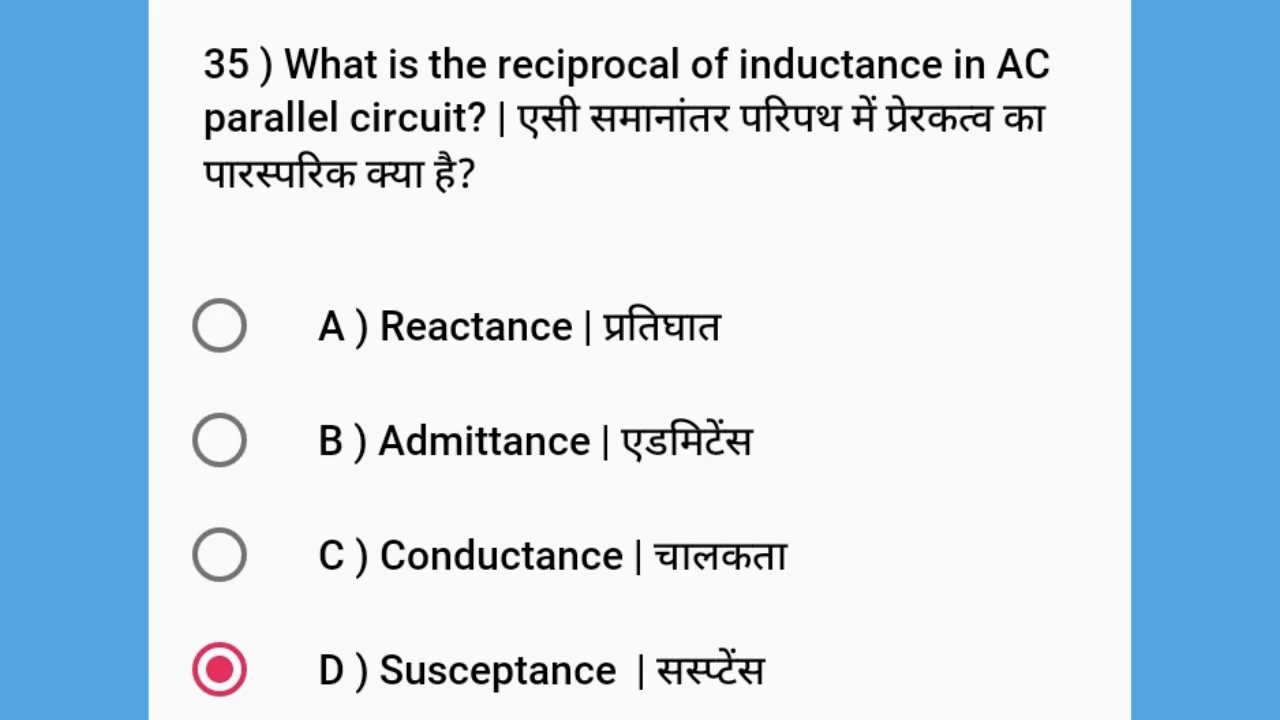 35 ) What is the reciprocal of inductance in AC
parallel circuit? | एसी समानांतर परिपथ में प्रेरकत्व का
पारस्परिक क्या है?
A ) Reactance | प्रतिघात
B ) Admittance | एडमिटेंस
C ) Conductance | चालकता
D ) Susceptance | सस्प्टेंस